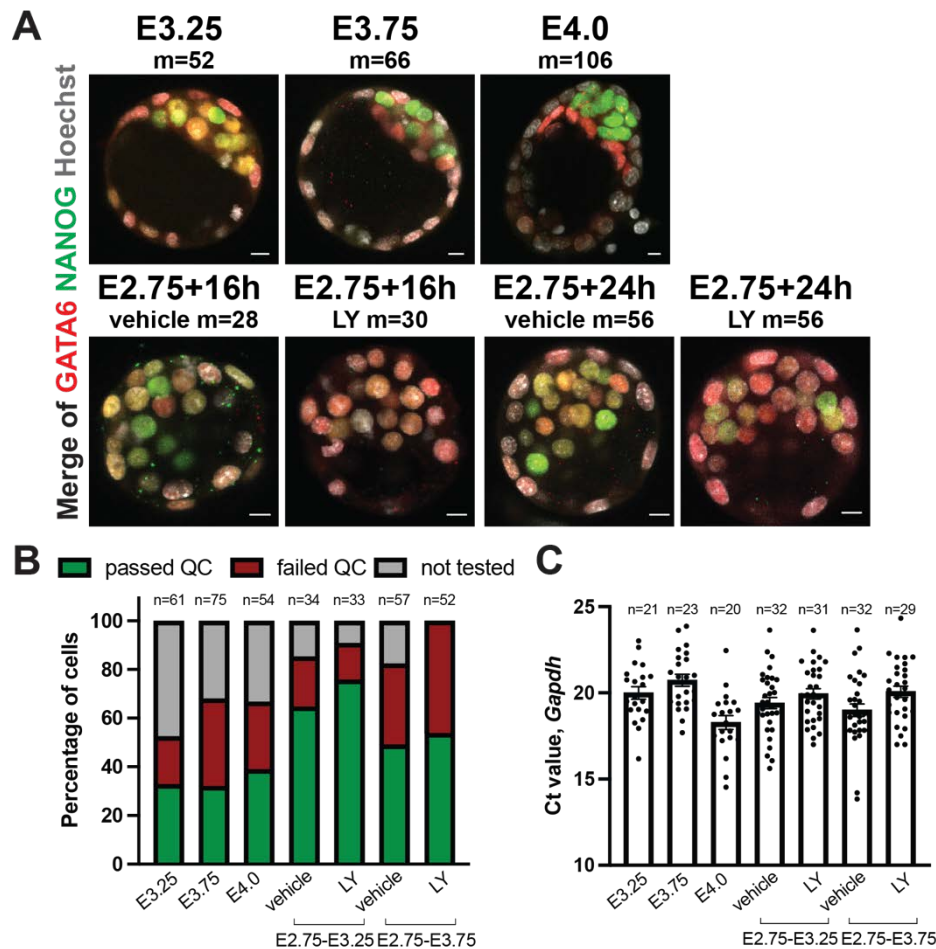 A
E3.25 E3.75 E4.0
m=52 m=66 m=106
Merge of GATA6 NANOG Hoechst
E2.75+16h E2.75+16h E2.75+24h E2.75+24h
vehicle m=28 LY m=30 vehicle m=56 LY m=56
B
passed QC failed QC not tested
n=61 n=75 n=54 n=34 n=33 n=57 n=52
100
80
60
40
20
0
Percentage of cells
E3.25 E3.75 E4.0 vehicle LY vehicle LY
E2.75-E3.25 E2.75-E3.75
C
n=21 n=23 n=20 n=32 n=31 n=32 n=29
25
20
15
10
Ct value, Gapdh
E3.25 E3.75 E4.0 vehicle LY vehicle LY
E2.75-E3.25 E2.75-E3.75